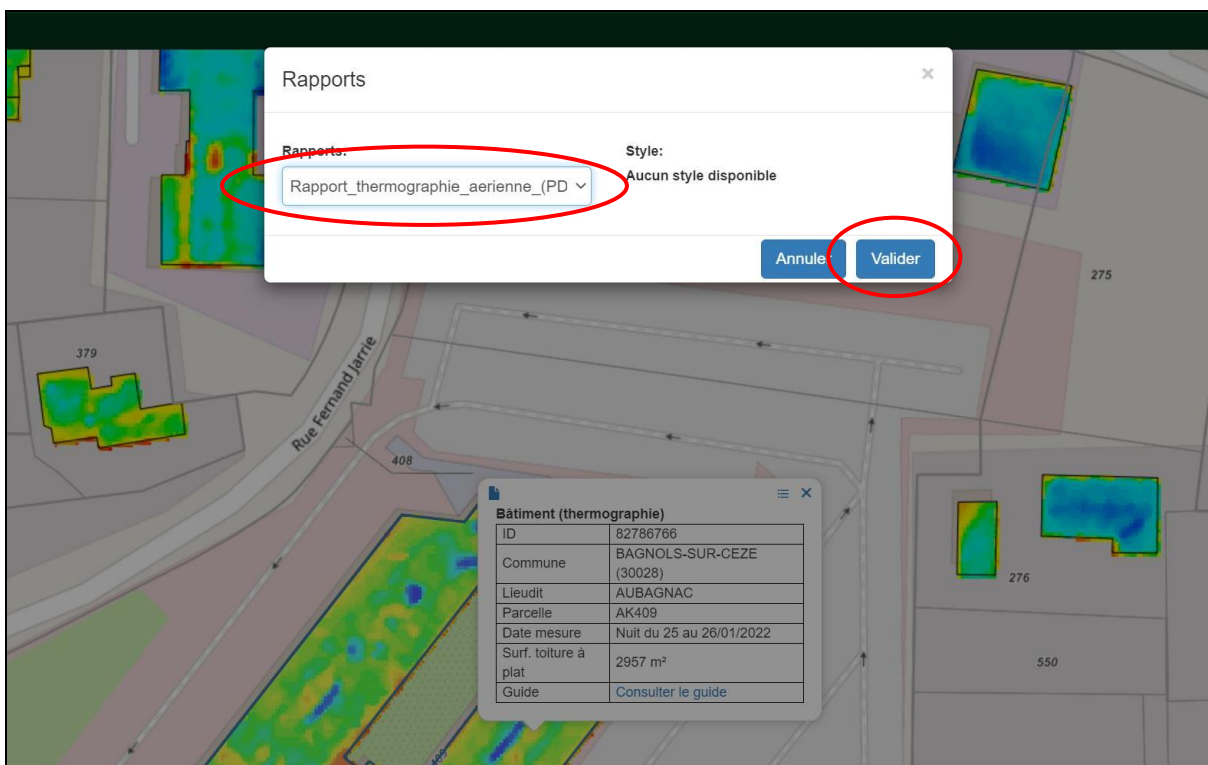 Rapports
×
Rapports:
Style:
Rapport_thermographie_aerienne_(PD
Aucun style disponible
Annuler
Valider
275
379
Rue Fernand Jarrie
408
Bâtiment (thermographie)
ID 82786766
Commune BAGNOLS-SUR-CEZE
(30028)
Lieudit AUBAGNAC
Parcelle AK409
Date mesure Nuit du 25 au 26/01/2022
Surf. toiture à
plat 2957 m²
Guide Consulter le guide
276
550
409